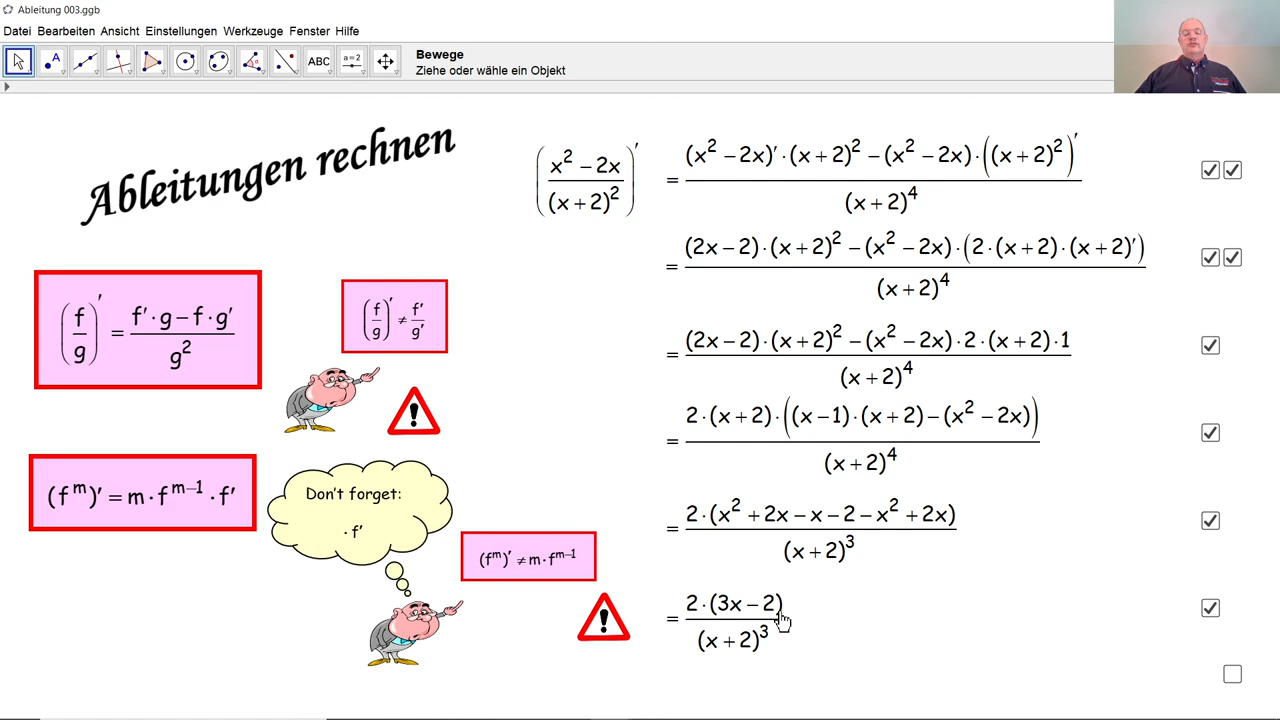 Ableitung 003.ggb
Datei Bearbeiten Ansicht Einstellungen Werkzeuge Fenster Hilfe
A
ABC
a=2
Bewege
Ziehe oder wähle ein Objekt
Ableitungen rechnen
((x² − 2x)/(x + 2)²)′ = ((x² − 2x)′ · (x + 2)² − (x² − 2x) · ((x + 2)²)′)/(x + 2)⁴
= ((2x − 2) · (x + 2)² − (x² − 2x) · (2 · (x + 2) · (x + 2)′))/(x + 2)⁴
= ((2x − 2) · (x + 2)² − (x² − 2x) · 2 · (x + 2) · 1)/(x + 2)⁴
= (2 · (x + 2) · ((x − 1) · (x + 2) − (x² − 2x)))/(x + 2)⁴
= (2 · (x² + 2x − x − 2 − x² + 2x))/(x + 2)³
= (2 · (3x − 2))/(x + 2)³
(f/g)′ = (f′ · g − f · g′)/g²
(f/g)′ ≠ f′/g′
!
(fᵐ)′ = m · fᵐ⁻¹ · f′
Don't forget:
· f′
(fᵐ)′ ≠ m · fᵐ⁻¹
!